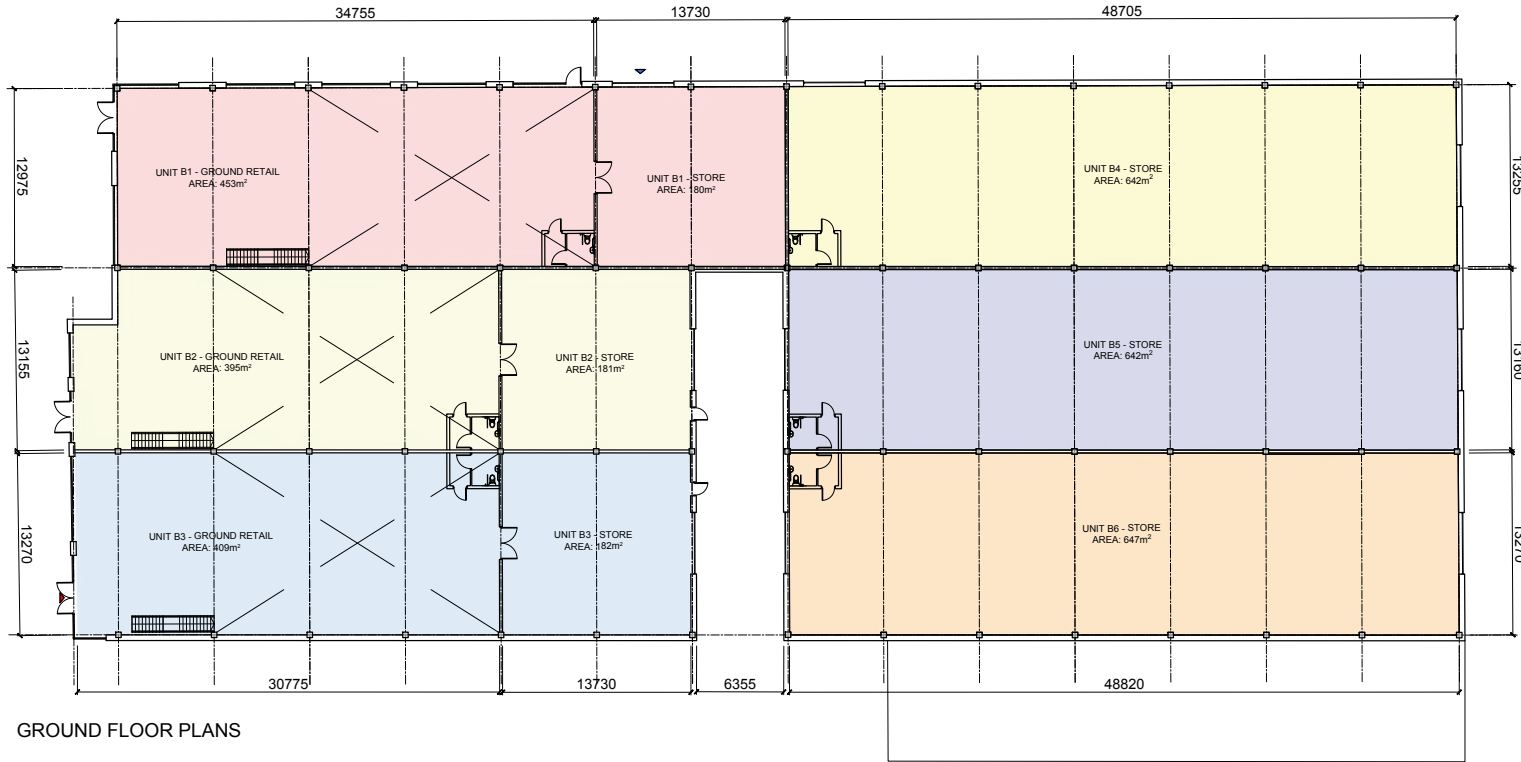 34755
13730
48705
12975
13255
UNIT B1 - GROUND RETAIL
AREA: 453m²
UNIT B1 - STORE
AREA: 180m²
UNIT B4 - STORE
AREA: 642m²
13155
13160
UNIT B2 - GROUND RETAIL
AREA: 395m²
UNIT B2 - STORE
AREA: 181m²
UNIT B5 - STORE
AREA: 642m²
13270
13270
UNIT B3 - GROUND RETAIL
AREA: 409m²
UNIT B3 - STORE
AREA: 182m²
UNIT B6 - STORE
AREA: 647m²
30775
13730
6355
48820
GROUND FLOOR PLANS